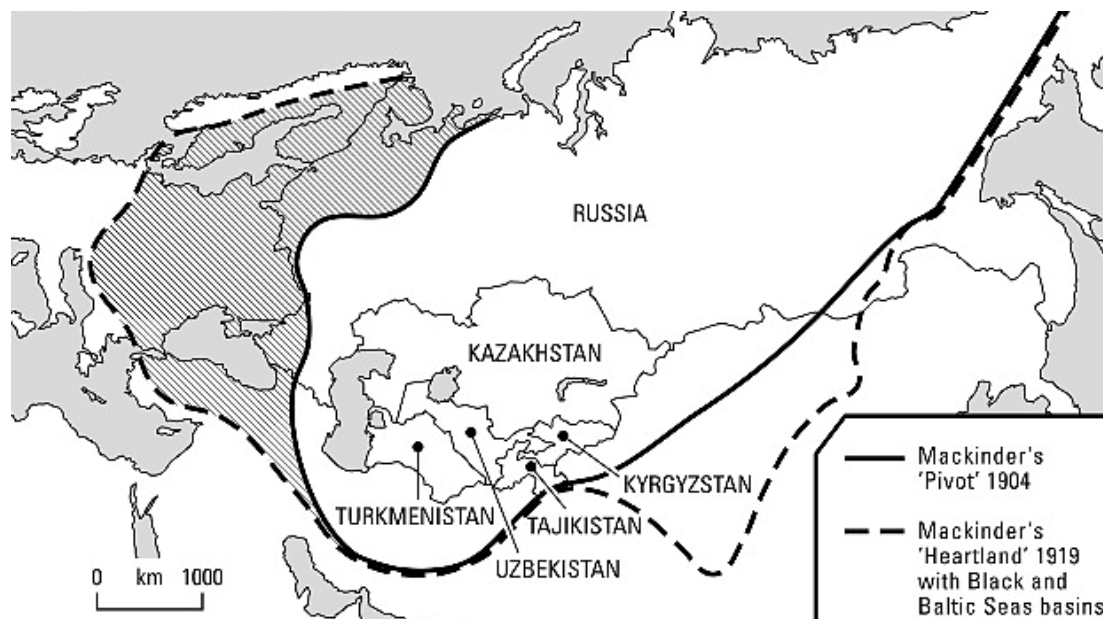 RUSSIA
KAZAKHSTAN
KYRGYZSTAN
TURKMENISTAN
TAJIKISTAN
UZBEKISTAN
0 km 1000
Mackinder's
'Pivot' 1904
Mackinder's
'Heartland' 1919
with Black and
Baltic Seas basins